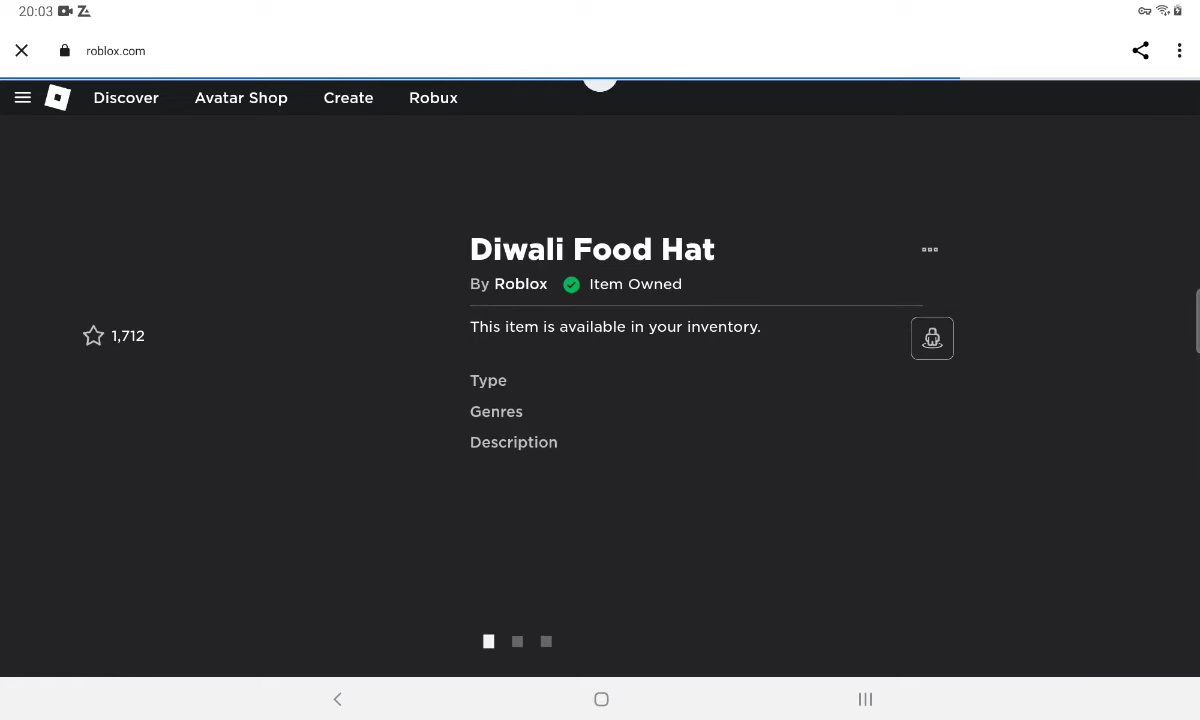 20:03
roblox.com
Discover Avatar Shop Create Robux
Diwali Food Hat
By Roblox Item Owned
This item is available in your inventory.
1,712
Type
Genres
Description